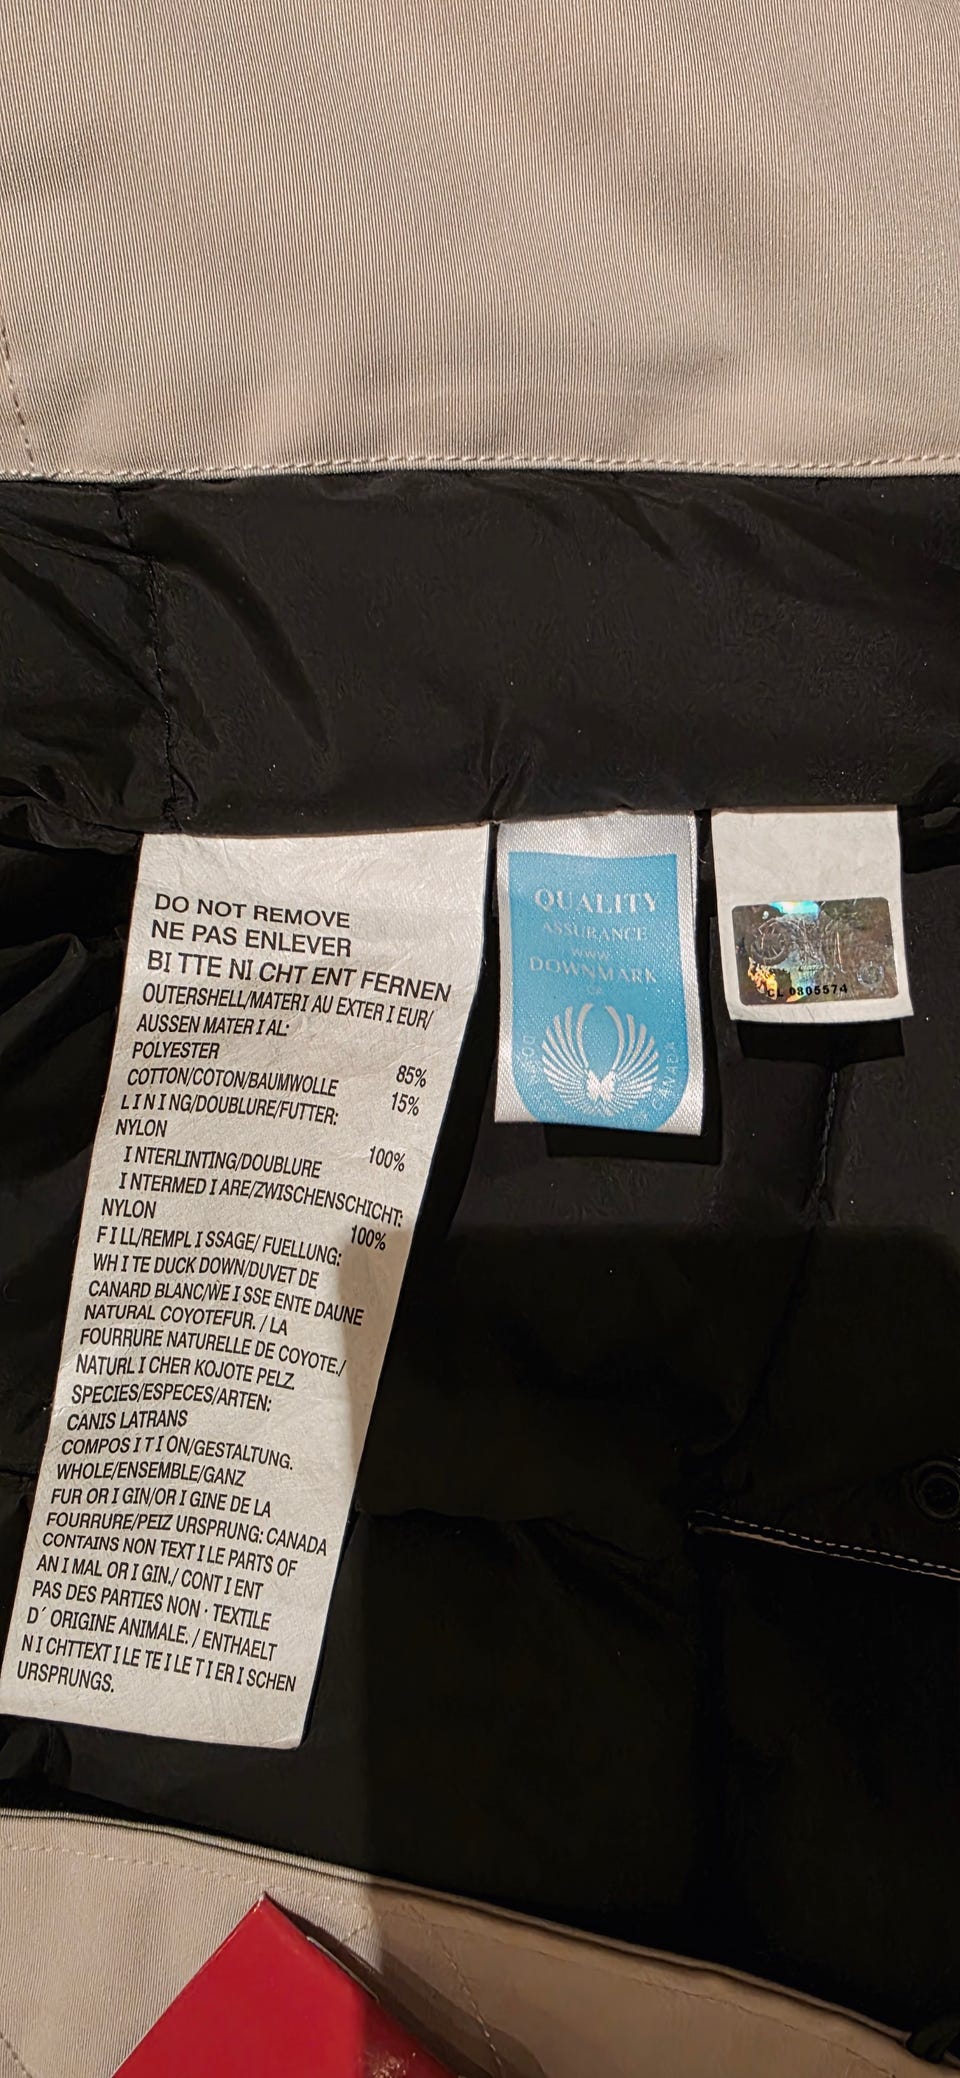 DO NOT REMOVE
NE PAS ENLEVER
BI TTE NI CHT ENT FERNEN
OUTERSHELL/MATERI AU EXTER I EUR/
AUSSEN MATER I AL:
POLYESTER 85%
COTTON/COTON/BAUMWOLLE 15%
L I N I NG/DOUBLURE/FUTTER:
NYLON 100%
I NTERLINTING/DOUBLURE
I NTERMED I ARE/ZWISCHENSCHICHT:
NYLON 100%
F I LL/REMPL I SSAGE/ FUELLUNG:
WH I TE DUCK DOWN/DUVET DE
CANARD BLANC/WE I SSE ENTE DAUNE
NATURAL COYOTEFUR. / LA
FOURRURE NATURELLE DE COYOTE./
NATURL I CHER KOJOTE PELZ
SPECIES/ESPECES/ARTEN:
CANIS LATRANS
COMPOS I T I ON/GESTALTUNG.
WHOLE/ENSEMBLE/GANZ
FUR OR I GIN/OR I GINE DE LA
FOURRURE/PEIZ URSPRUNG: CANADA
CONTAINS NON TEXT I LE PARTS OF
AN I MAL OR I GIN./ CONT I ENT
PAS DES PARTIES NON · TEXTILE
D´ ORIGINE ANIMALE. / ENTHAELT
N I CHTTEXT I LE TE I LE T I ER I SCHEN
URSPRUNGS.
QUALITY
ASSURANCE
WWW
DOWNMARK
CA
OF CANADA
CL 0805574